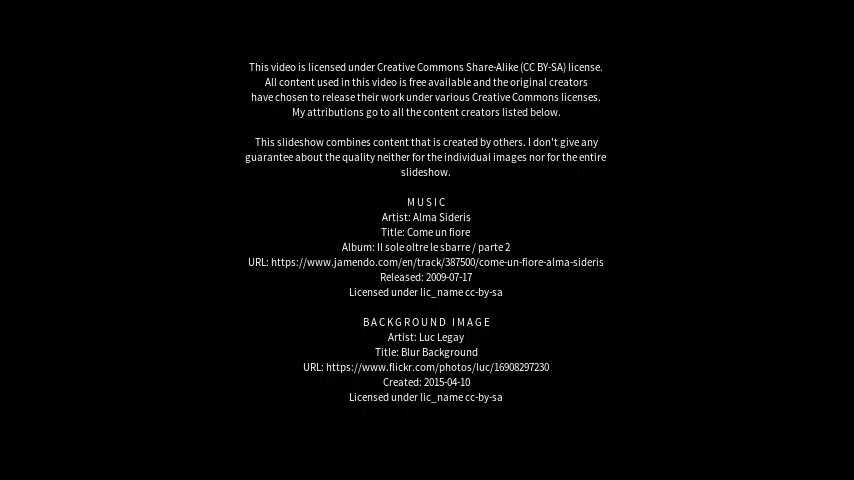 This video is licensed under Creative Commons Share-Alike (CC BY-SA) license.
All content used in this video is free available and the original creators
have chosen to release their work under various Creative Commons licenses.
My attributions go to all the content creators listed below.
This slideshow combines content that is created by others. I don't give any
guarantee about the quality neither for the individual images nor for the entire
slideshow.
MUSIC
Artist: Alma Sideris
Title: Come un fiore
Album: Il sole oltre le sbarre / parte 2
URL: https://www.jamendo.com/en/track/387500/come-un-fiore-alma-sideris
Released: 2009-07-17
Licensed under lic_name cc-by-sa
BACKGROUND IMAGE
Artist: Luc Legay
Title: Blur Background
URL: https://www.flickr.com/photos/luc/16908297230
Created: 2015-04-10
Licensed under lic_name cc-by-sa